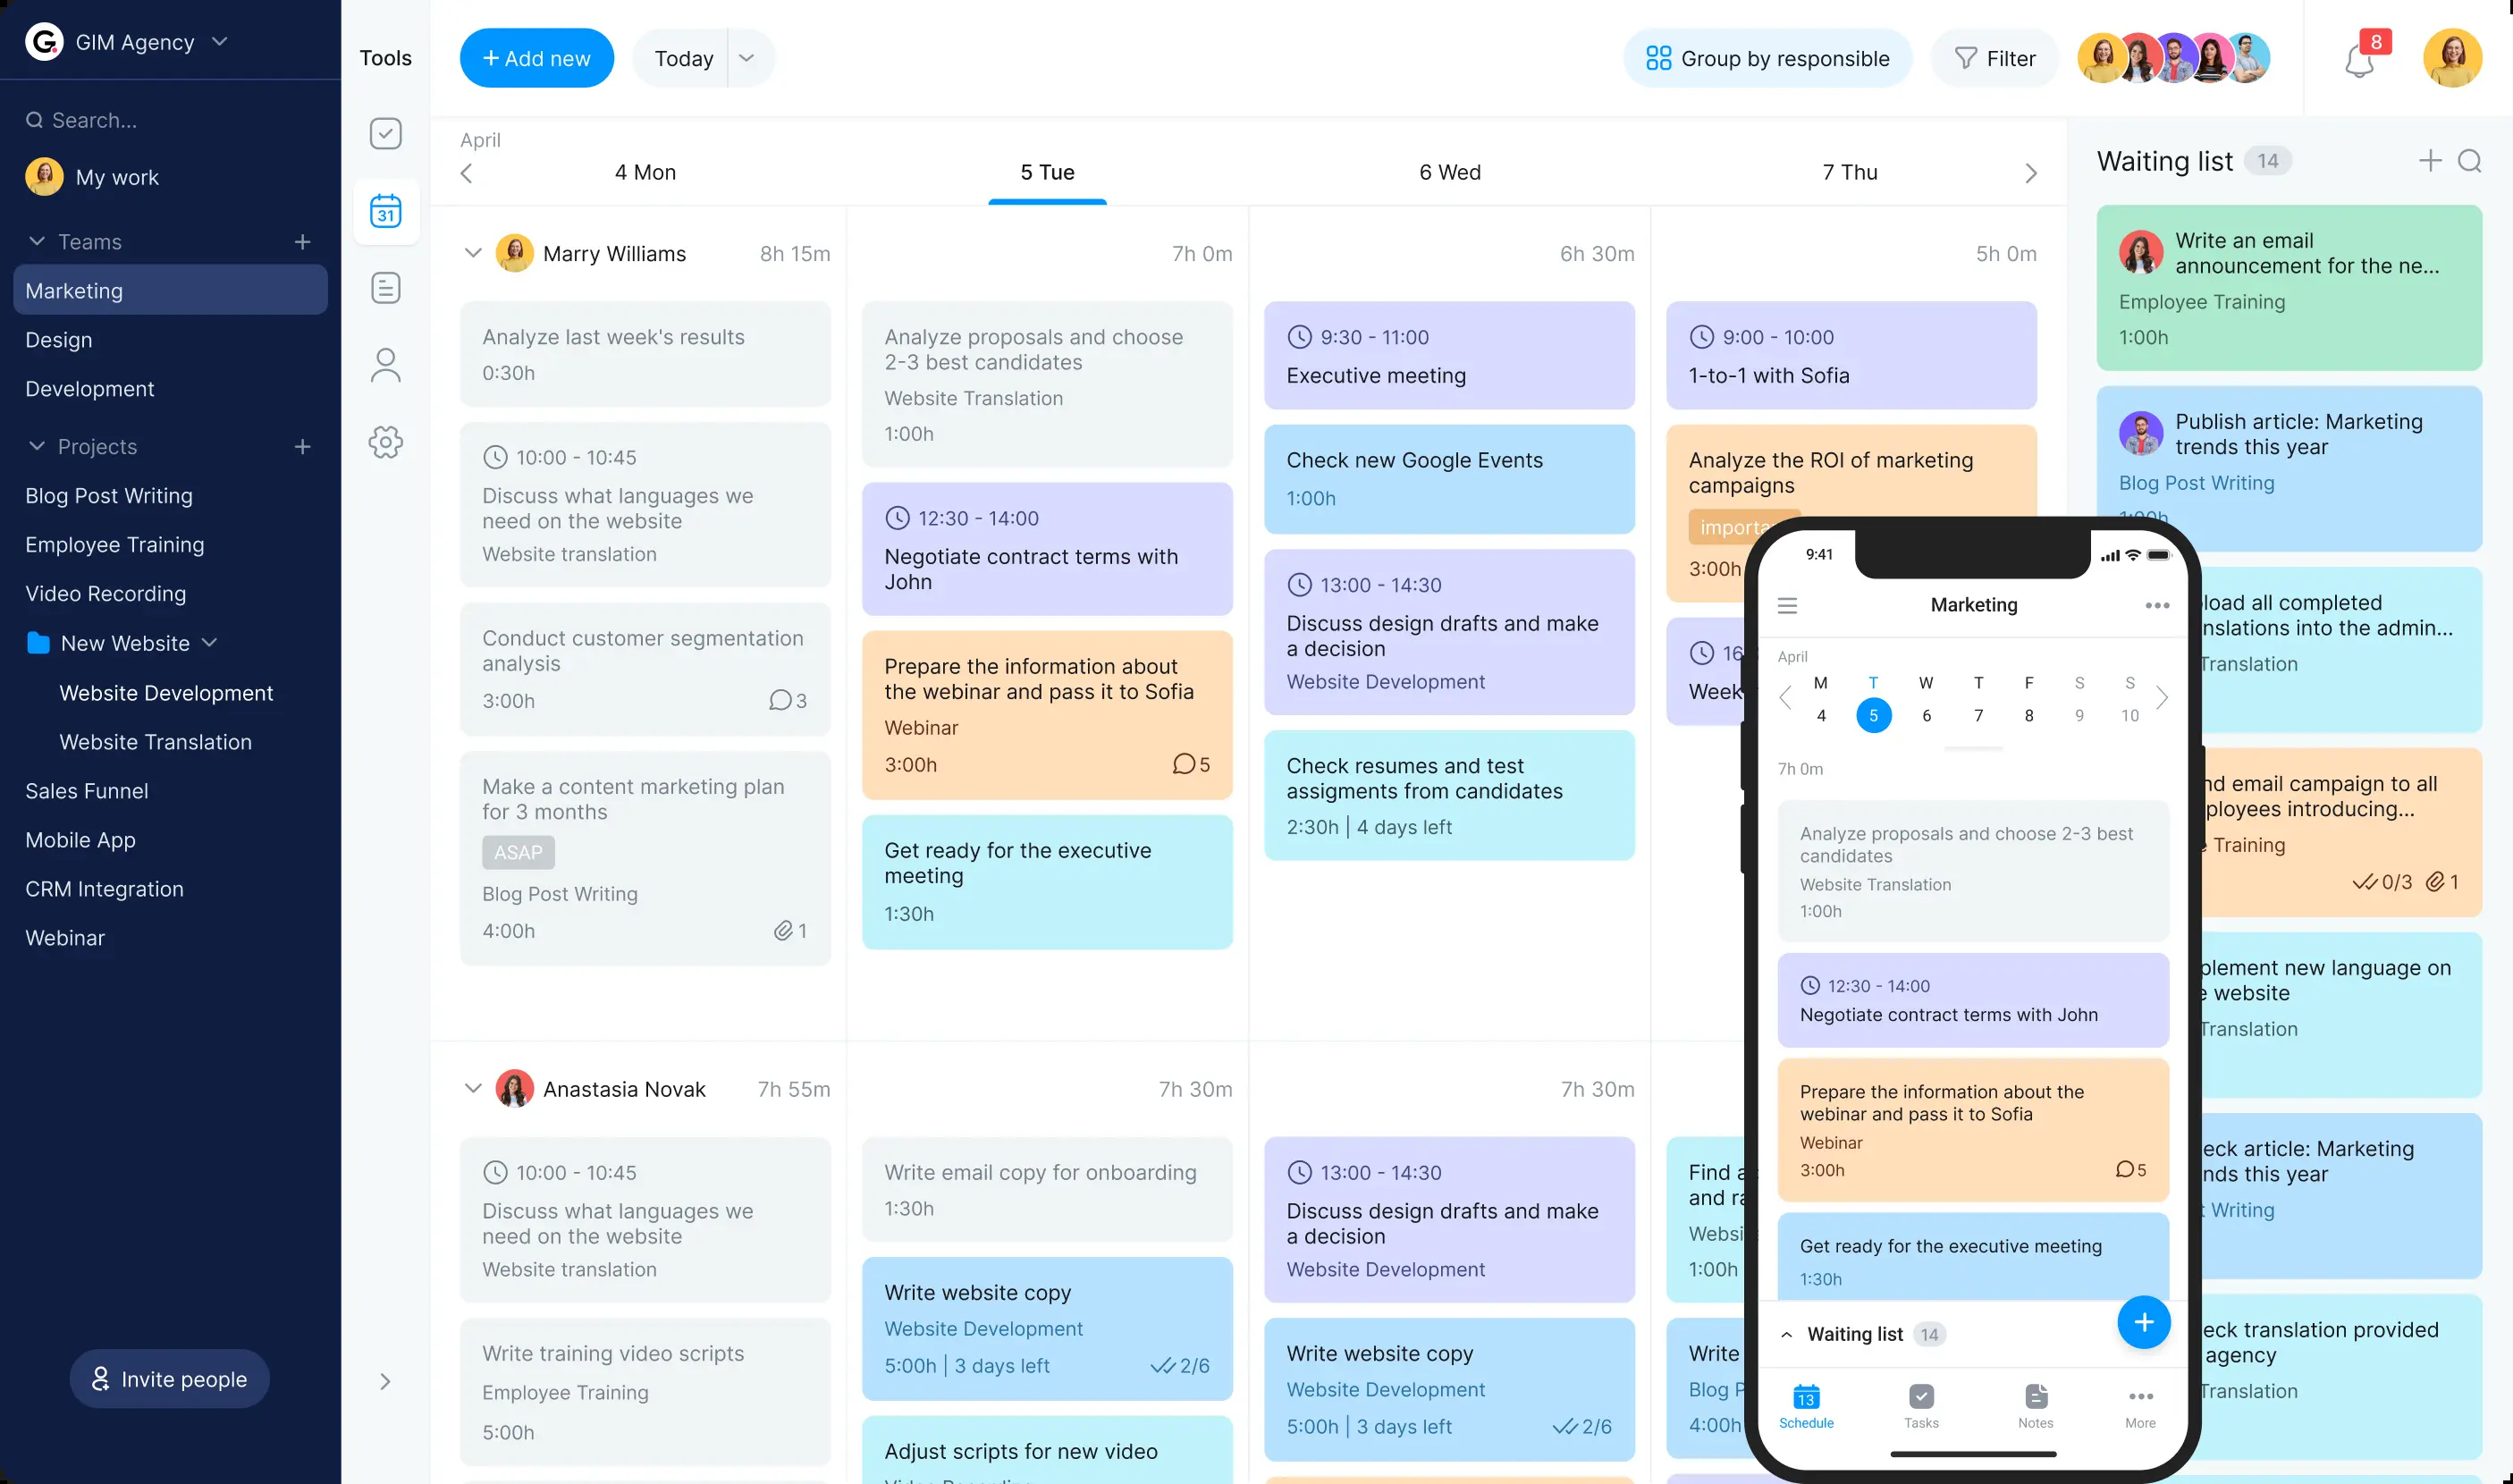 GIM Agency
Search...
My work
Teams
Marketing
Design
Development
Projects
Blog Post Writing
Employee Training
Video Recording
New Website
Website Development
Website Translation
Sales Funnel
Mobile App
CRM Integration
Webinar
Invite people
Tools
31
+ Add new
Today
Group by responsible
Filter
8
April
4 Mon
5 Tue
6 Wed
7 Thu
Marry Williams
8h 15m
7h 0m
6h 30m
5h 0m
Analyze last week's results
0:30h
10:00 - 10:45
Discuss what languages we
need on the website
Website translation
Conduct customer segmentation
analysis
3:00h
3
Make a content marketing plan
for 3 months
ASAP
Blog Post Writing
4:00h
1
Analyze proposals and choose
2-3 best candidates
Website Translation
1:00h
12:30 - 14:00
Negotiate contract terms with
John
Prepare the information about
the webinar and pass it to Sofia
Webinar
3:00h
5
Get ready for the executive
meeting
1:30h
9:30 - 11:00
Executive meeting
Check new Google Events
1:00h
13:00 - 14:30
Discuss design drafts and make
a decision
Website Development
Check resumes and test
assigments from candidates
2:30h | 4 days left
9:00 - 10:00
1-to-1 with Sofia
Analyze the ROI of marketing
campaigns
3:00h
16
Week
Anastasia Novak
7h 55m
7h 30m
7h 30m
10:00 - 10:45
Discuss what languages we
need on the website
Website translation
Write training video scripts
Employee Training
5:00h
Write email copy for onboarding
1:30h
Write website copy
Website Development
5:00h | 3 days left
2/6
Adjust scripts for new video
13:00 - 14:30
Discuss design drafts and make
a decision
Website Development
Write website copy
Website Development
5:00h | 3 days left
2/6
Find a
and ra
Websi
1:00h
Write
Blog P
4:00h
Waiting list
14
Write an email
announcement for the ne...
Employee Training
1:00h
Publish article: Marketing
trends this year
Blog Post Writing
load all completed
nslations into the admin...
Translation
nd email campaign to all
ployees introducing...
Training
0/3
1
plement new language on
website
Translation
eck article: Marketing
nds this year
Writing
eck translation provided
agency
Translation
9:41
Marketing
April
M T W T F S S
4 5 6 7 8 9 10
7h 0m
Analyze proposals and choose 2-3 best
candidates
Website Translation
1:00h
12:30 - 14:00
Negotiate contract terms with John
Prepare the information about the
webinar and pass it to Sofia
Webinar
3:00h
5
Get ready for the executive meeting
1:30h
Waiting list
14
13
Schedule
Tasks
Notes
More